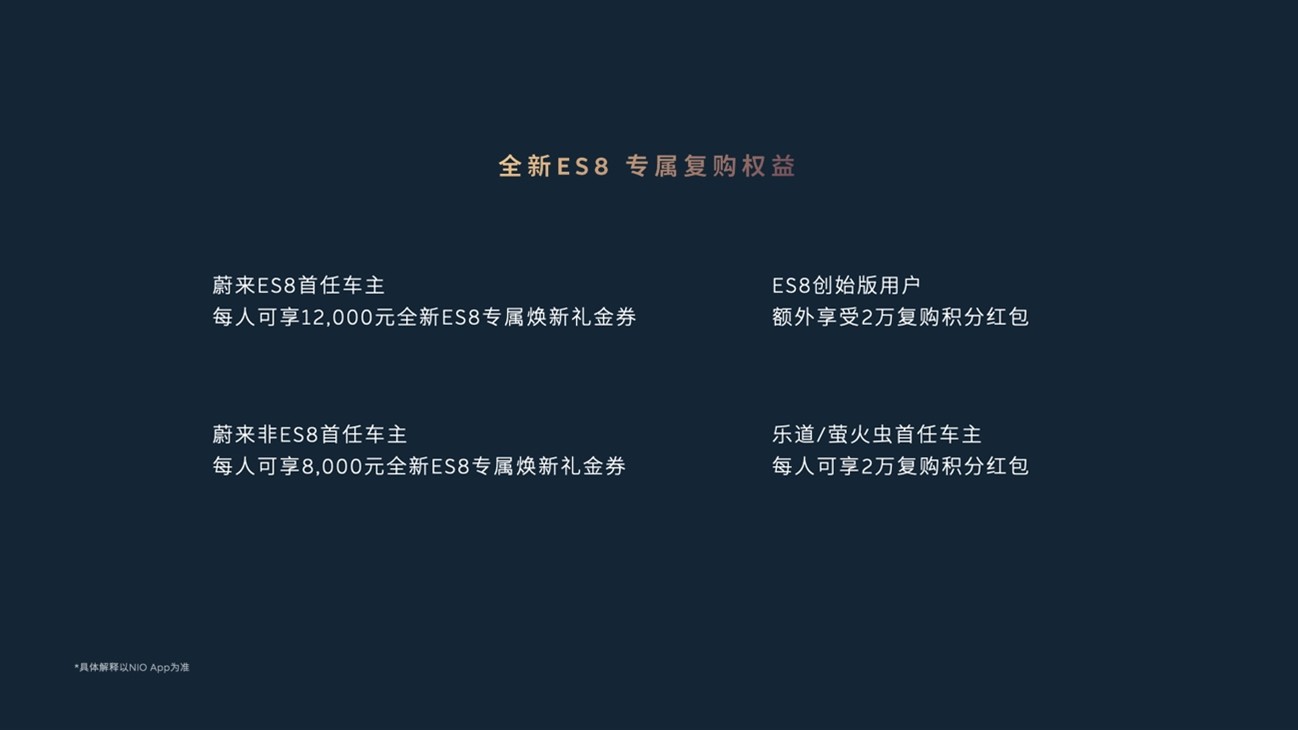 全新ES8 专属复购权益
蔚来ES8首任车主
每人可享12,000元全新ES8专属焕新礼金券
ES8创始版用户
额外享受2万复购积分红包
蔚来非ES8首任车主
每人可享8,000元全新ES8专属焕新礼金券
乐道/萤火虫首任车主
每人可享2万复购积分红包
*具体解释以NIO App为准